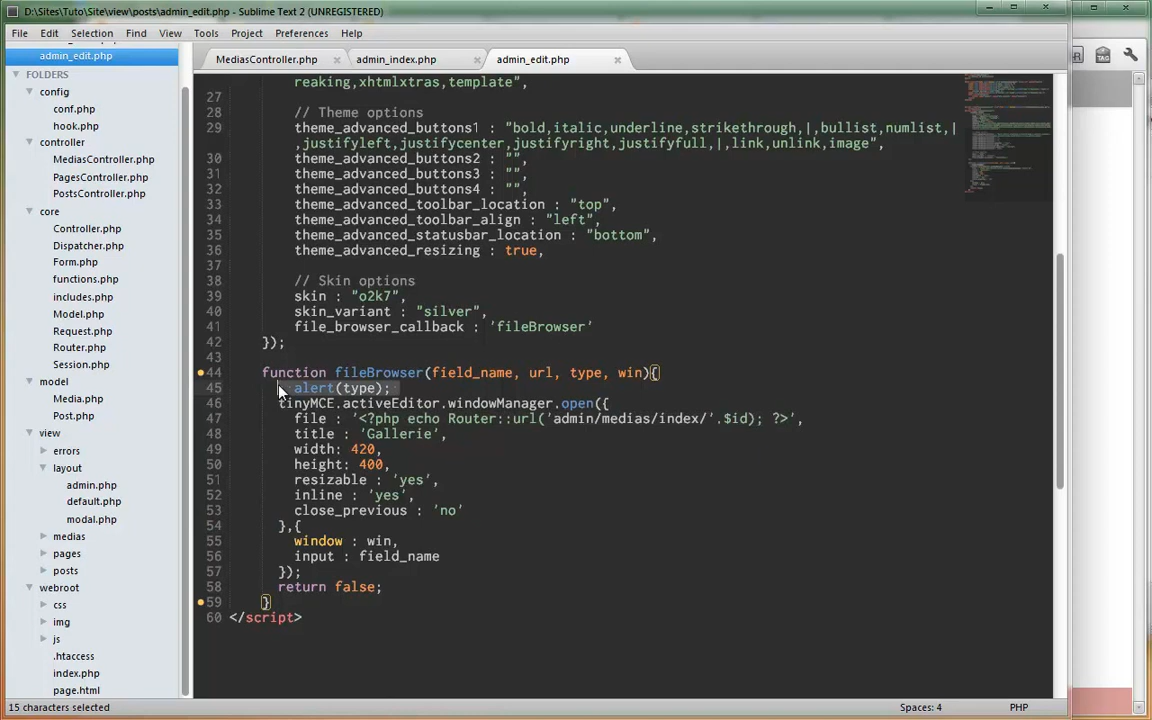 D:\Sites\Tuto\Site\view\posts\admin_edit.php - Sublime Text 2 (UNREGISTERED)
File Edit Selection Find View Goto Tools Project Preferences Help
admin_edit.php
FOLDERS
config
conf.php
hook.php
controller
MediasController.php
PagesController.php
PostsController.php
core
Controller.php
Dispatcher.php
Form.php
functions.php
includes.php
Model.php
Request.php
Router.php
Session.php
model
Media.php
Post.php
view
errors
layout
admin.php
default.php
modal.php
medias
pages
posts
webroot
css
img
js
.htaccess
index.php
page.html
MediasController.php × admin_index.php × admin_edit.php ×
reaking,xhtmlxtras,template",
27
28 // Theme options
29 theme_advanced_buttons1 : "bold,italic,underline,strikethrough,|,bullist,numlist,|
,justifyleft,justifycenter,justifyright,justifyfull,|,link,unlink,image",
30 theme_advanced_buttons2 : "",
31 theme_advanced_buttons3 : "",
32 theme_advanced_buttons4 : "",
33 theme_advanced_toolbar_location : "top",
34 theme_advanced_toolbar_align : "left",
35 theme_advanced_statusbar_location : "bottom",
36 theme_advanced_resizing : true,
37
38 // Skin options
39 skin : "o2k7",
40 skin_variant : "silver",
41 file_browser_callback : 'fileBrowser'
42 });
43
44 function fileBrowser(field_name, url, type, win){
45 alert(type);
46 tinyMCE.activeEditor.windowManager.open({
47 file : '<?php echo Router::url('admin/medias/index/'.$id); ?>',
48 title : 'Gallerie',
49 width: 420,
50 height: 400,
51 resizable : 'yes',
52 inline : 'yes',
53 close_previous : 'no'
54 },{
55 window : win,
56 input : field_name
57 });
58 return false;
59 }
60 </script>
15 characters selected
Spaces: 4
PHP